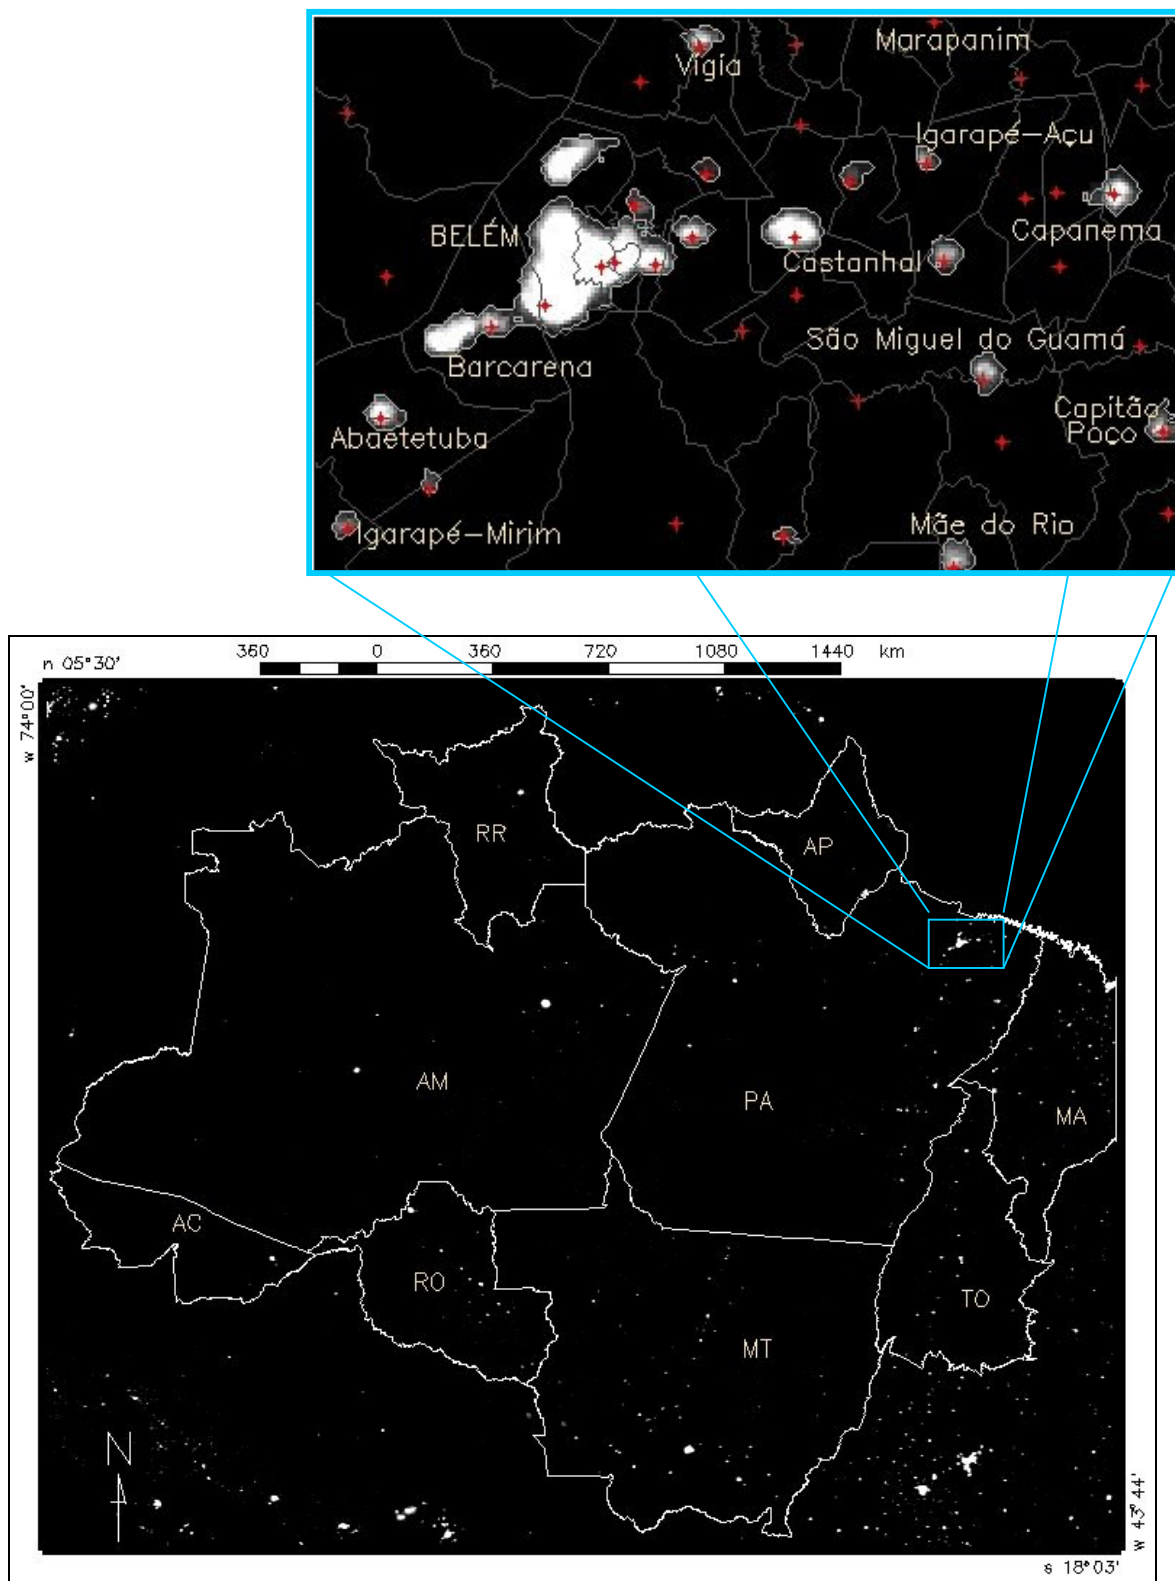 Marapanim
Vigia
Igarapé-Açu
BELÉM
Capanema
Castanhal
São Miguel do Guamá
Barcarena
Capitão
Poço
Abaetetuba
Igarapé-Mirim
Mãe do Rio
360 0 360 720 1080 1440 km
n 05°30'
w 74°00'
RR
AP
AM
PA
MA
AC
RO
TO
MT
N
w 43°44'
s 18°03'